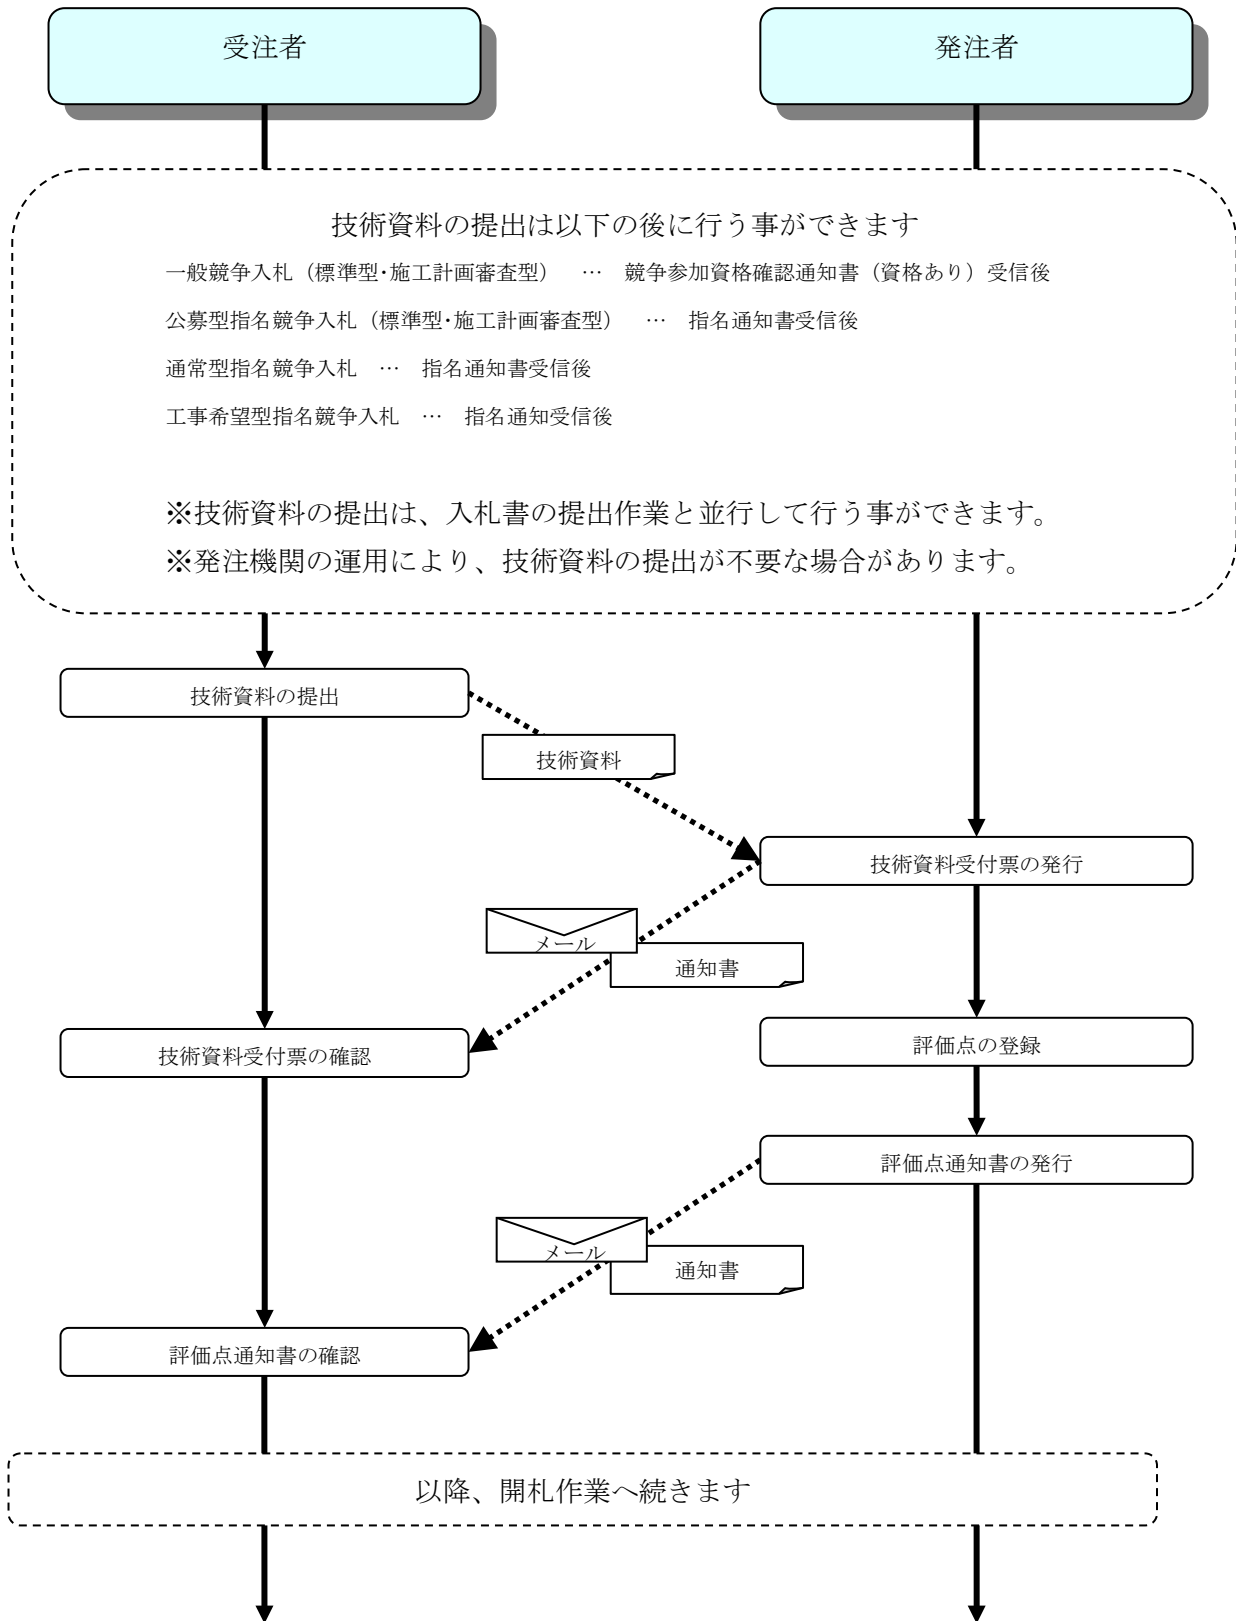 受注者
発注者
技術資料の提出は以下の後に行う事ができます
一般競争入札（標準型･施工計画審査型）　…　競争参加資格確認通知書（資格あり）受信後
公募型指名競争入札（標準型･施工計画審査型）　…　指名通知書受信後
通常型指名競争入札　…　指名通知書受信後
工事希望型指名競争入札　…　指名通知受信後
※技術資料の提出は、入札書の提出作業と並行して行う事ができます。
※発注機関の運用により、技術資料の提出が不要な場合があります。
技術資料の提出
技術資料
技術資料受付票の発行
メール
通知書
技術資料受付票の確認
評価点の登録
評価点通知書の発行
メール
通知書
評価点通知書の確認
以降、開札作業へ続きます